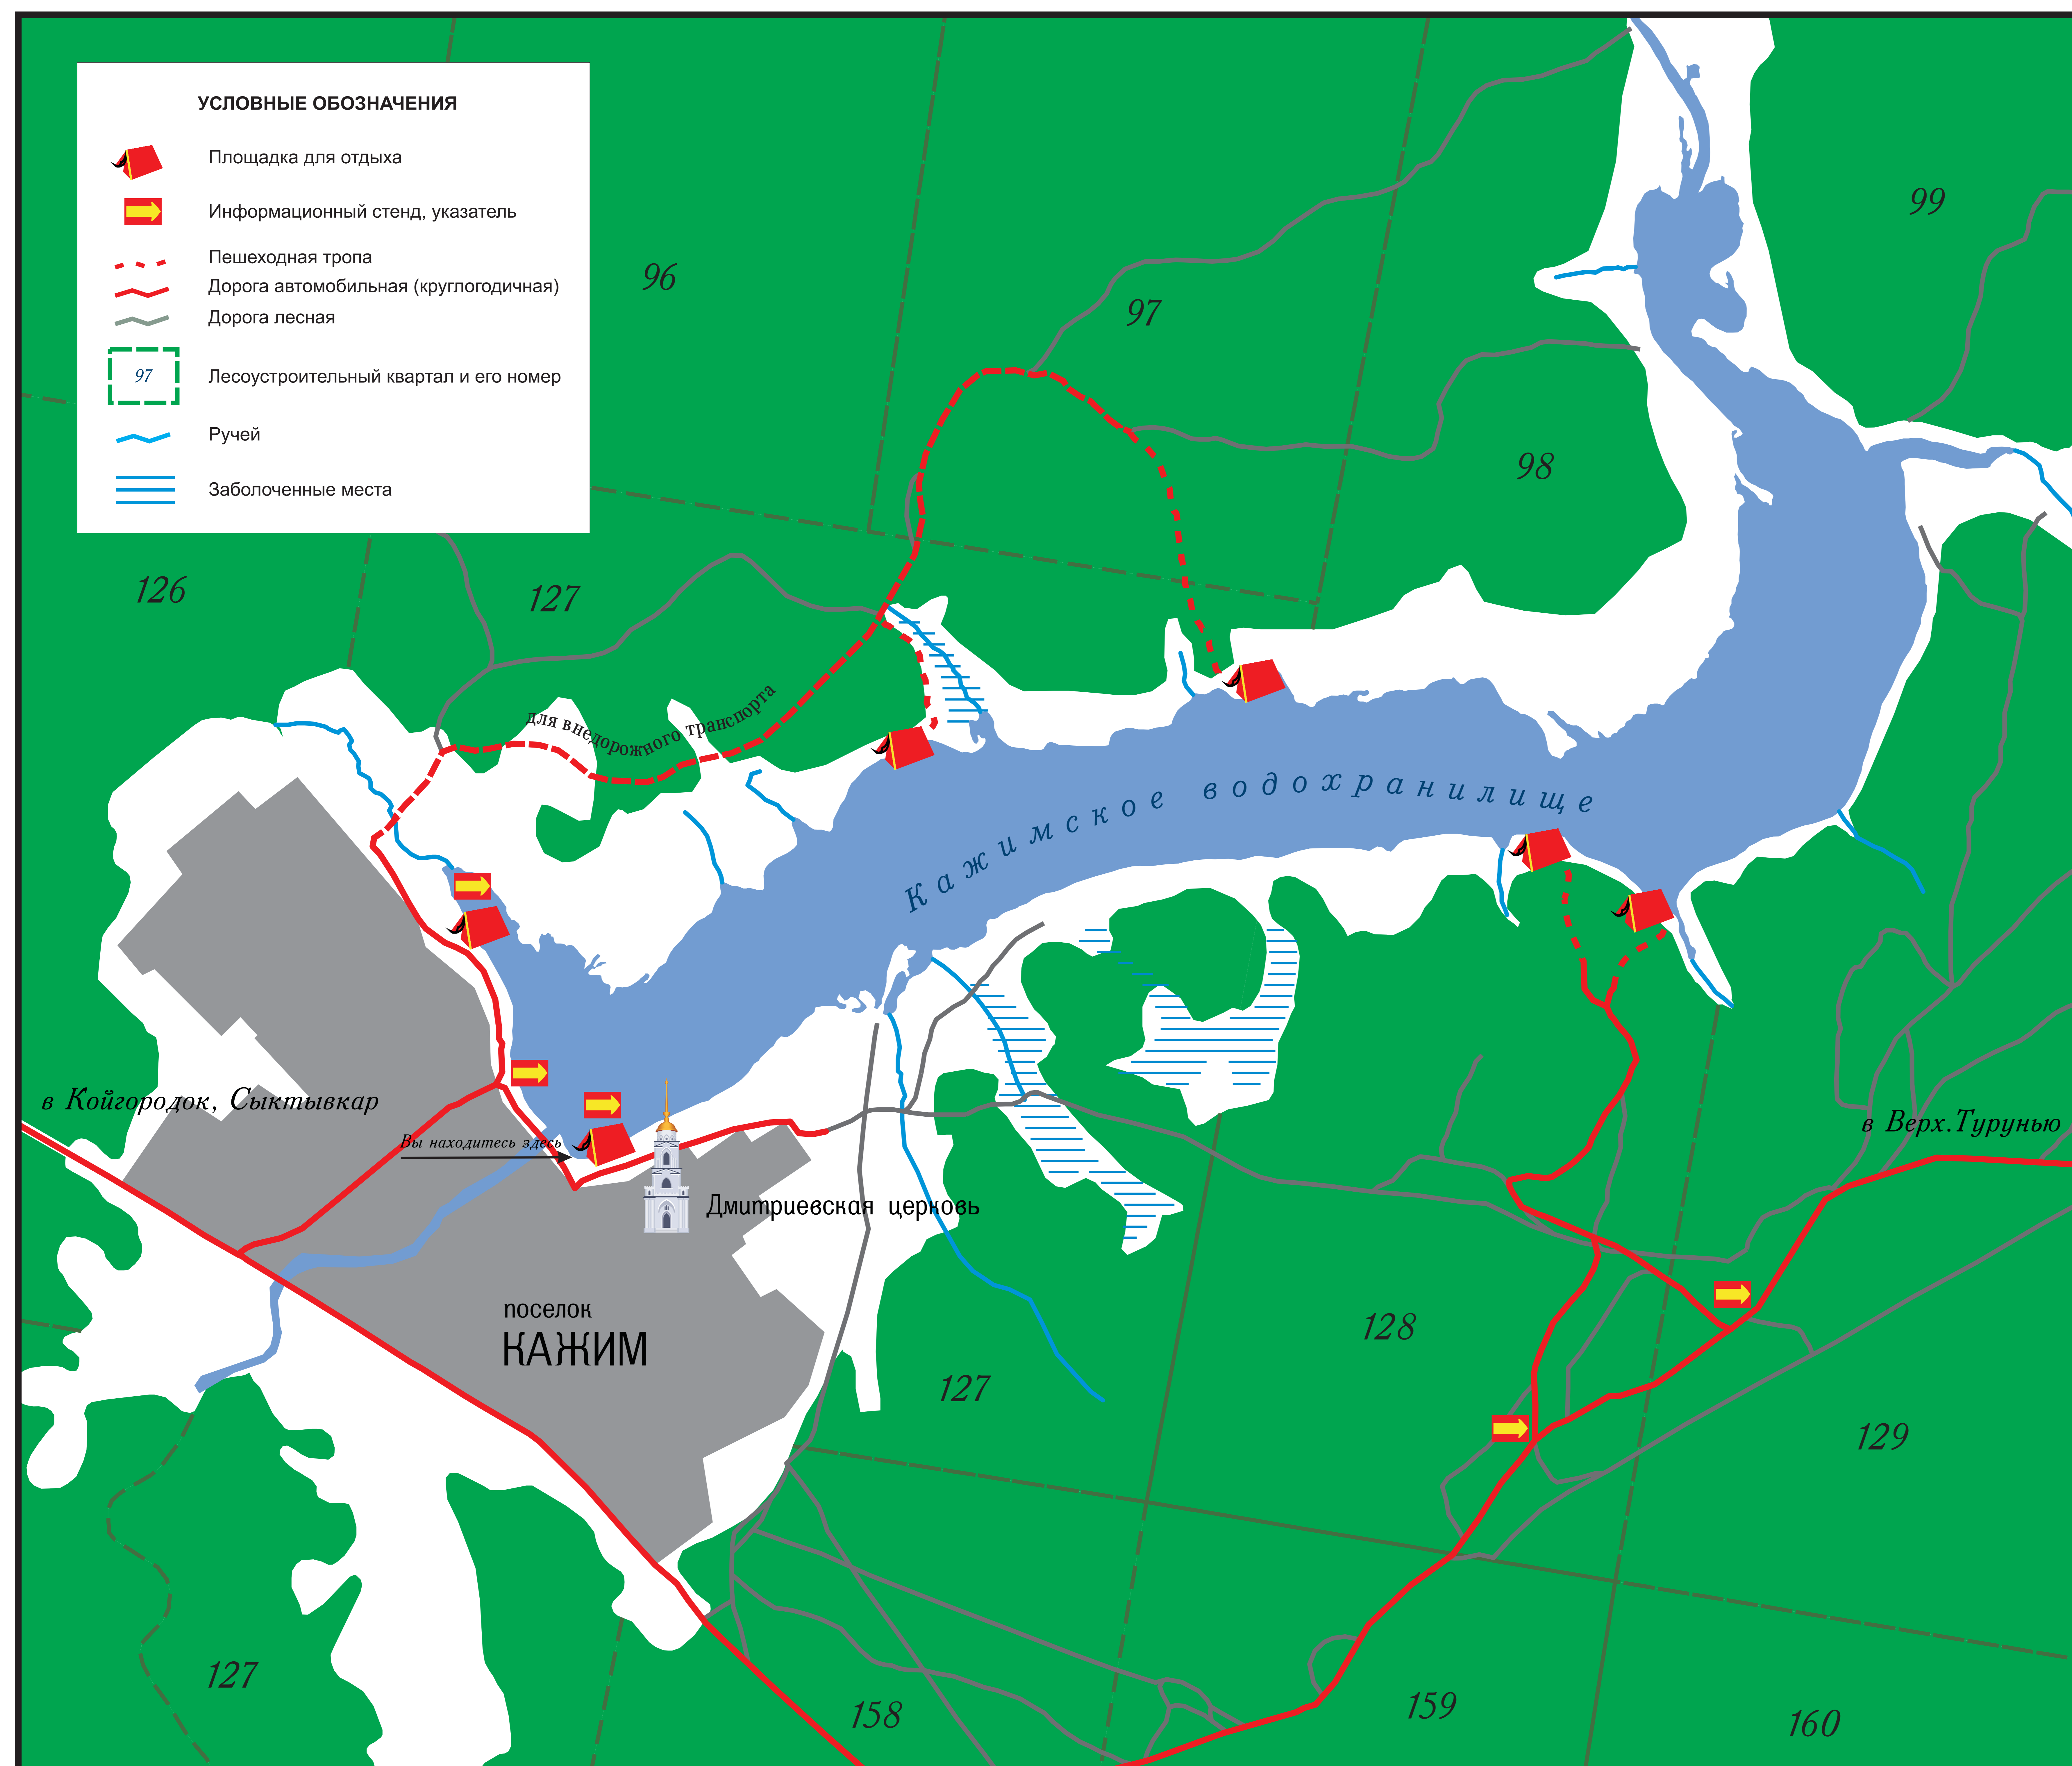 УСЛОВНЫЕ ОБОЗНАЧЕНИЯ
Площадка для отдыха
Информационный стенд, указатель
Пешеходная тропа
Дорога автомобильная (круглогодичная)
Дорога лесная
97
Лесоустроительный квартал и его номер
Ручей
Заболоченные места
96
97
98
99
126
127
для внедорожного транспорта
Кажимское водохранилище
в Койгородок, Сыктывкар
Вы находитесь здесь
в Верх.Турунью
Дмитриевская церковь
поселок
КАЖИМ
127
128
129
127
158
159
160